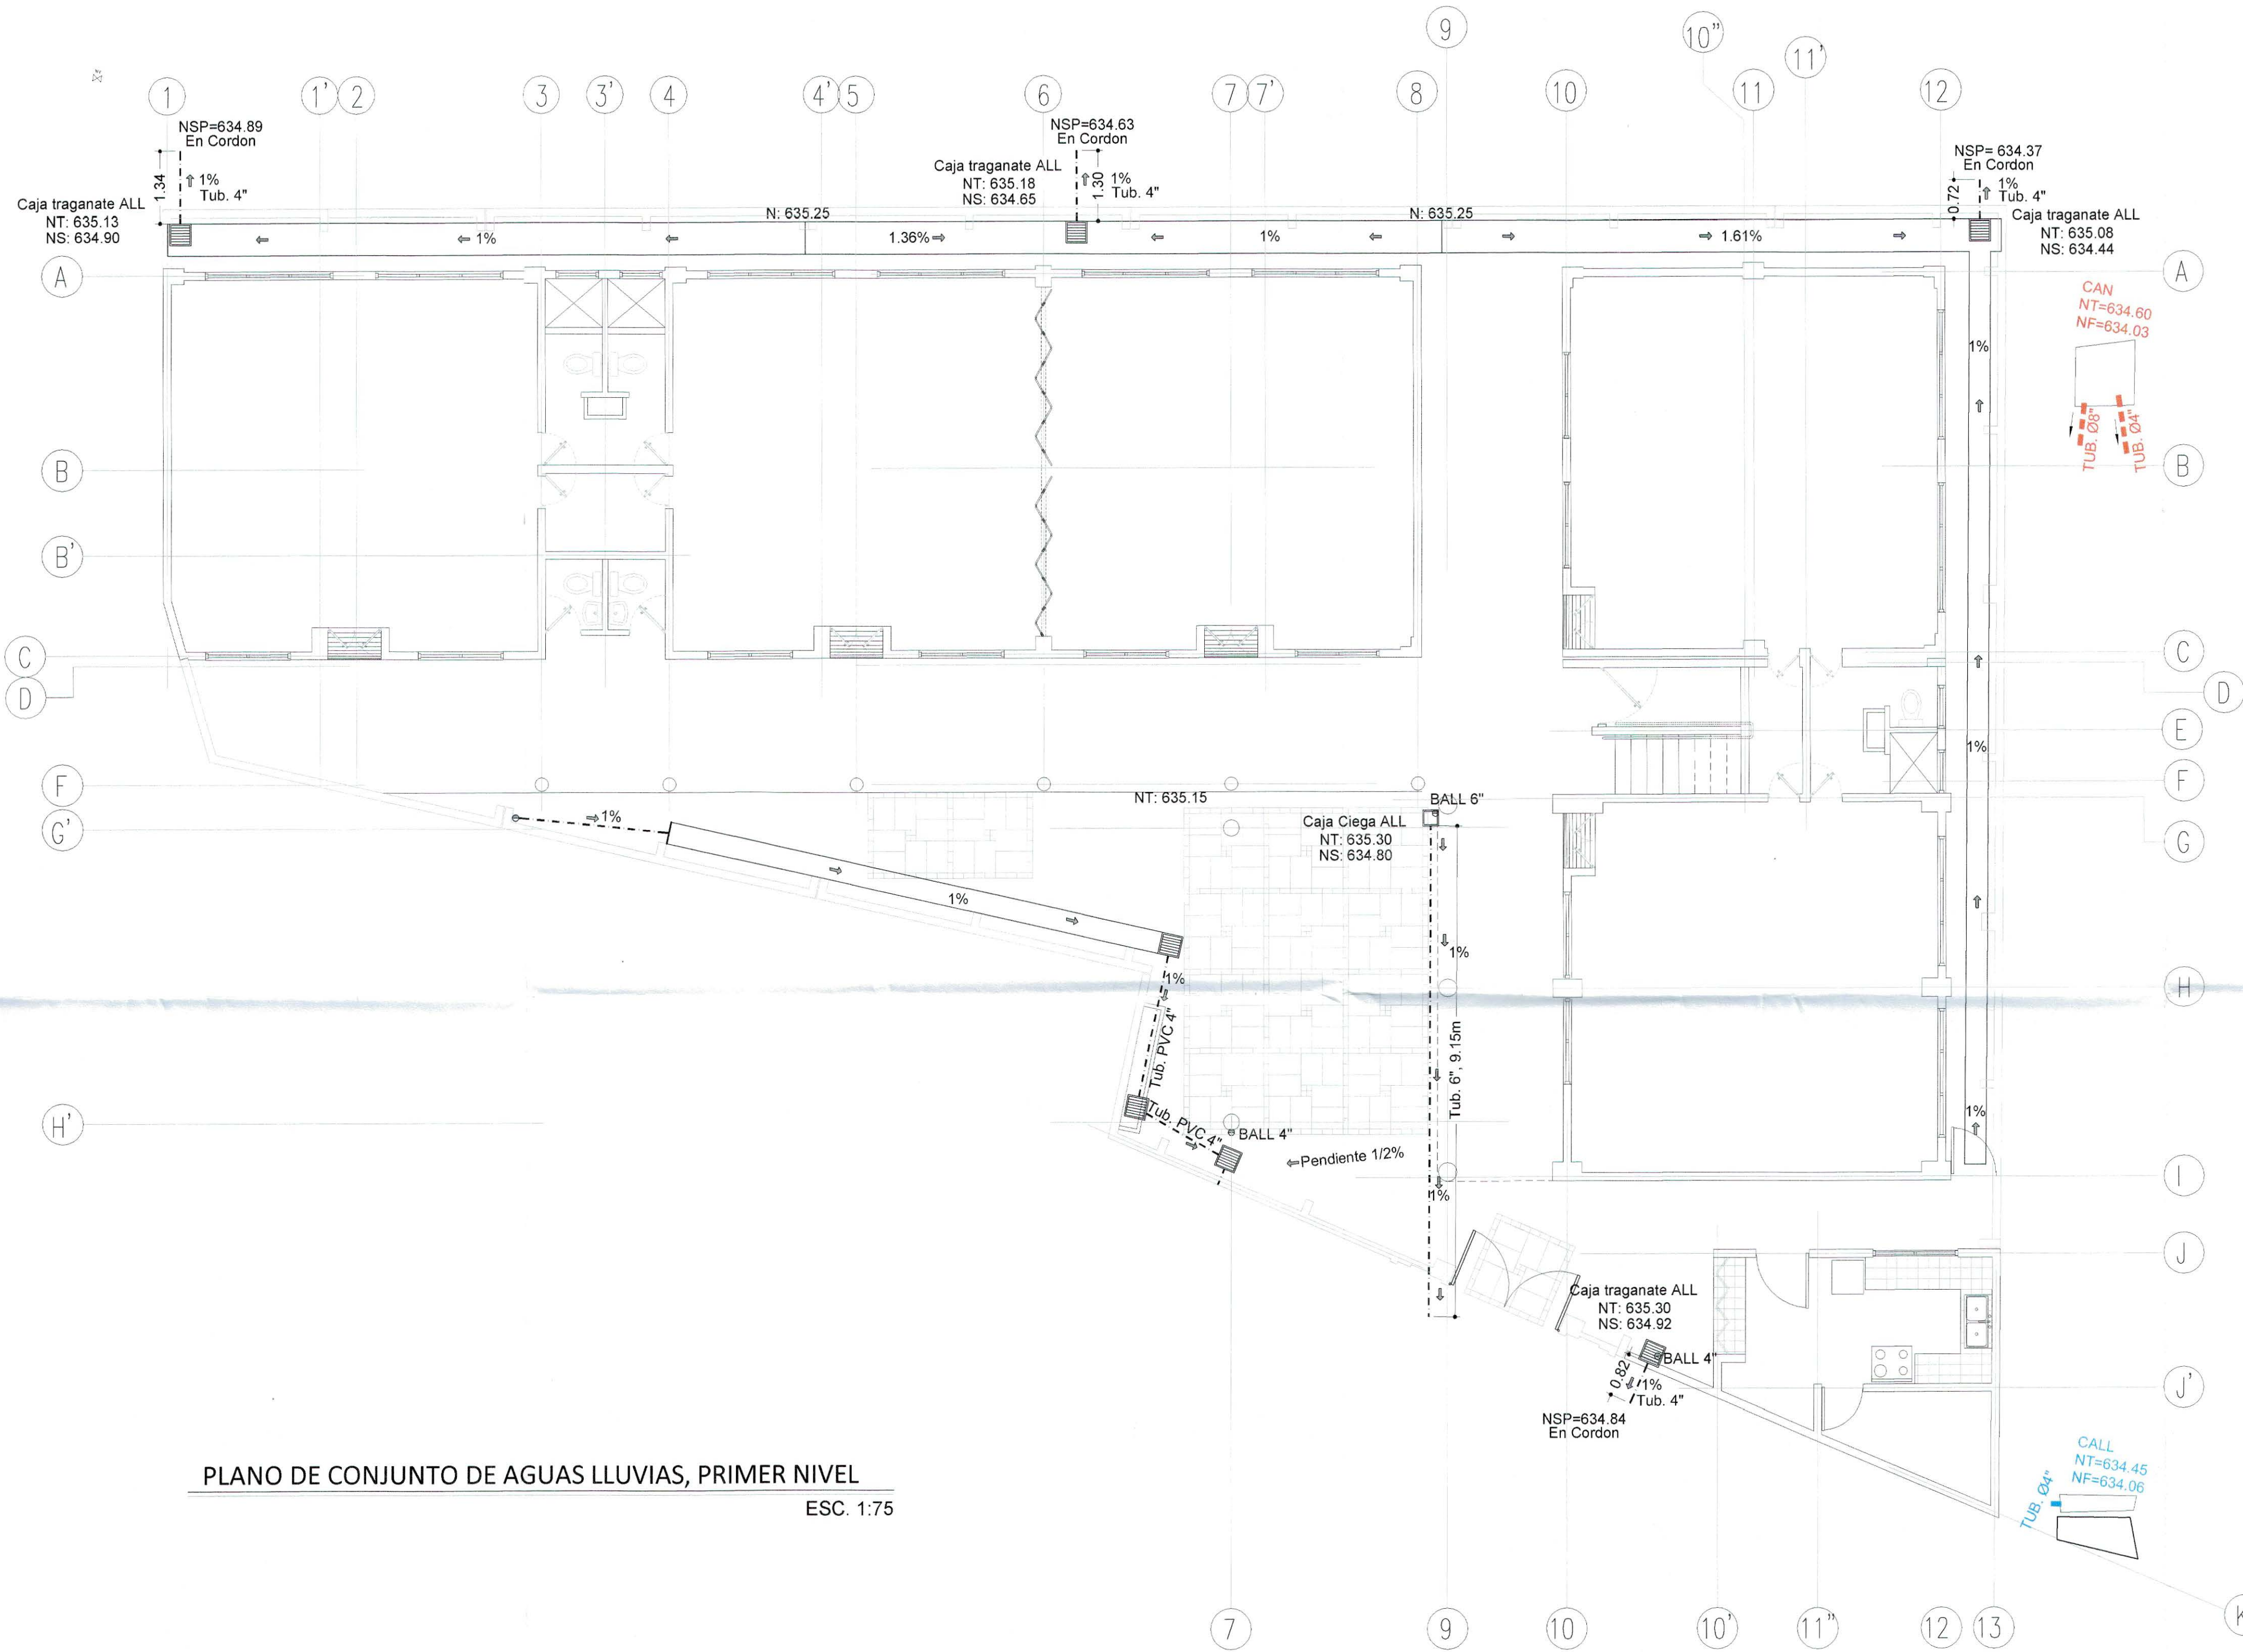 9
10"
11'
1
1'
2
3
3'
4
4'
5
6
7
7'
8
10
11
12
NSP=634.89
En Cordon
1.34
1%
Tub. 4"
Caja traganate ALL
NT: 635.13
NS: 634.90
NSP=634.63
En Cordon
Caja traganate ALL
NT: 635.18
NS: 634.65
1.30
1%
Tub. 4"
NSP= 634.37
En Cordon
0.72
1%
Tub. 4"
Caja traganate ALL
NT: 635.08
NS: 634.44
N: 635.25
N: 635.25
1%
1.36%
1%
1.61%
A
A
CAN
NT=634.60
NF=634.03
TUB. Ø8"
TUB. Ø4"
1%
B
B
B'
C
C
D
D
E
1%
F
F
NT: 635.15
BALL 6"
G'
1%
Caja Ciega ALL
NT: 635.30
NS: 634.80
G
1%
1%
1%
H
Tub. PVC 4"
Tub. 6", 9.15m
H'
Tub. PVC 4"
BALL 4"
1%
Pendiente 1/2%
1%
I
J
Caja traganate ALL
NT: 635.30
NS: 634.92
BALL 4"
0.82
1%
Tub. 4"
J'
NSP=634.84
En Cordon
PLANO DE CONJUNTO DE AGUAS LLUVIAS, PRIMER NIVEL
ESC. 1:75
CALL
NT=634.45
NF=634.06
TUB. Ø4"
7
9
10
10'
11"
12
13
K